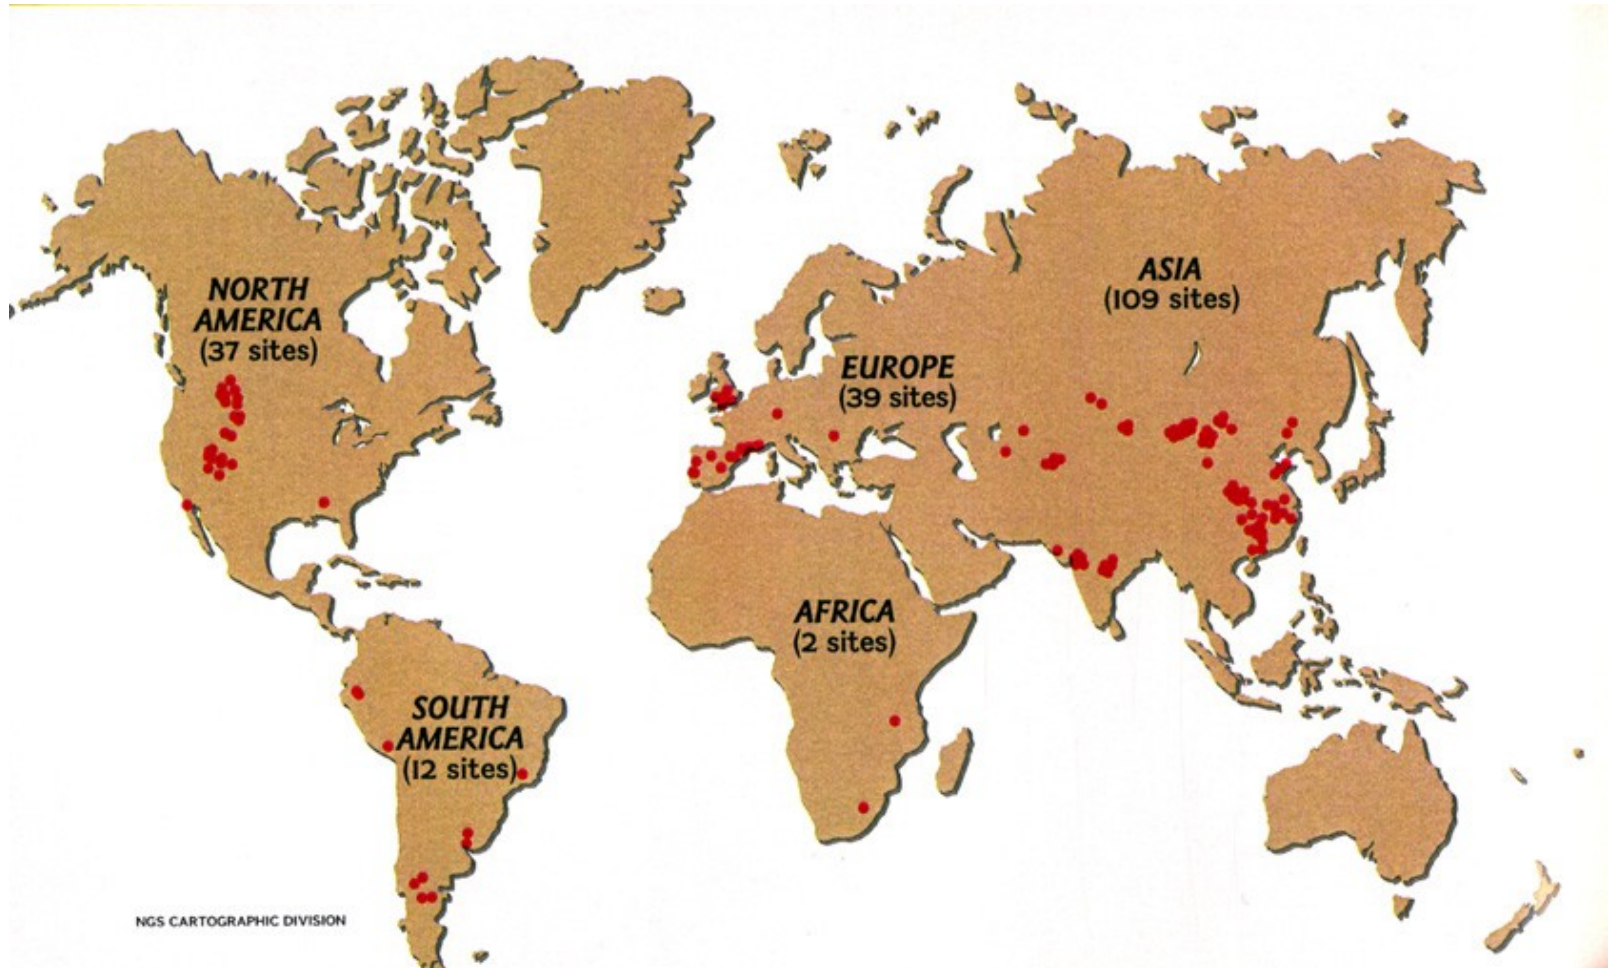 NORTH
AMERICA
(37 sites)
ASIA
(109 sites)
EUROPE
(39 sites)
AFRICA
(2 sites)
SOUTH
AMERICA
(12 sites)
NGS CARTOGRAPHIC DIVISION